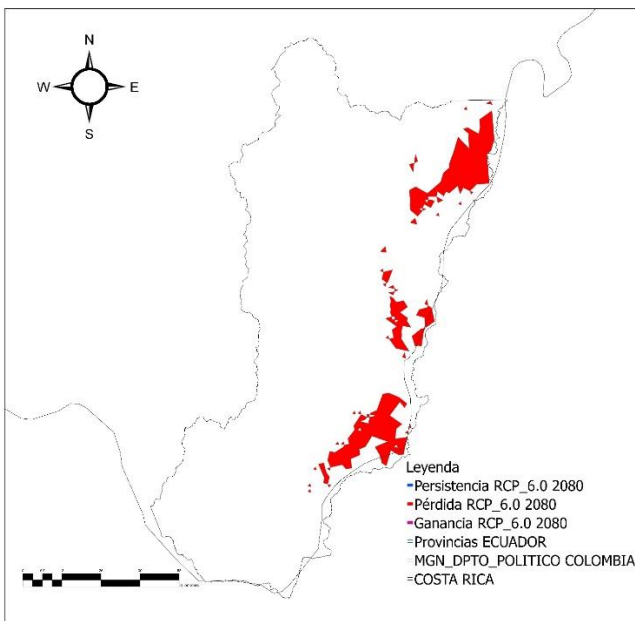 N
W E
S
Leyenda
Persistencia RCP_6.0 2080
Pérdida RCP_6.0 2080
Ganancia RCP_6.0 2080
Provincias ECUADOR
MGN_DPTO_POLITICO COLOMBIA
COSTA RICA